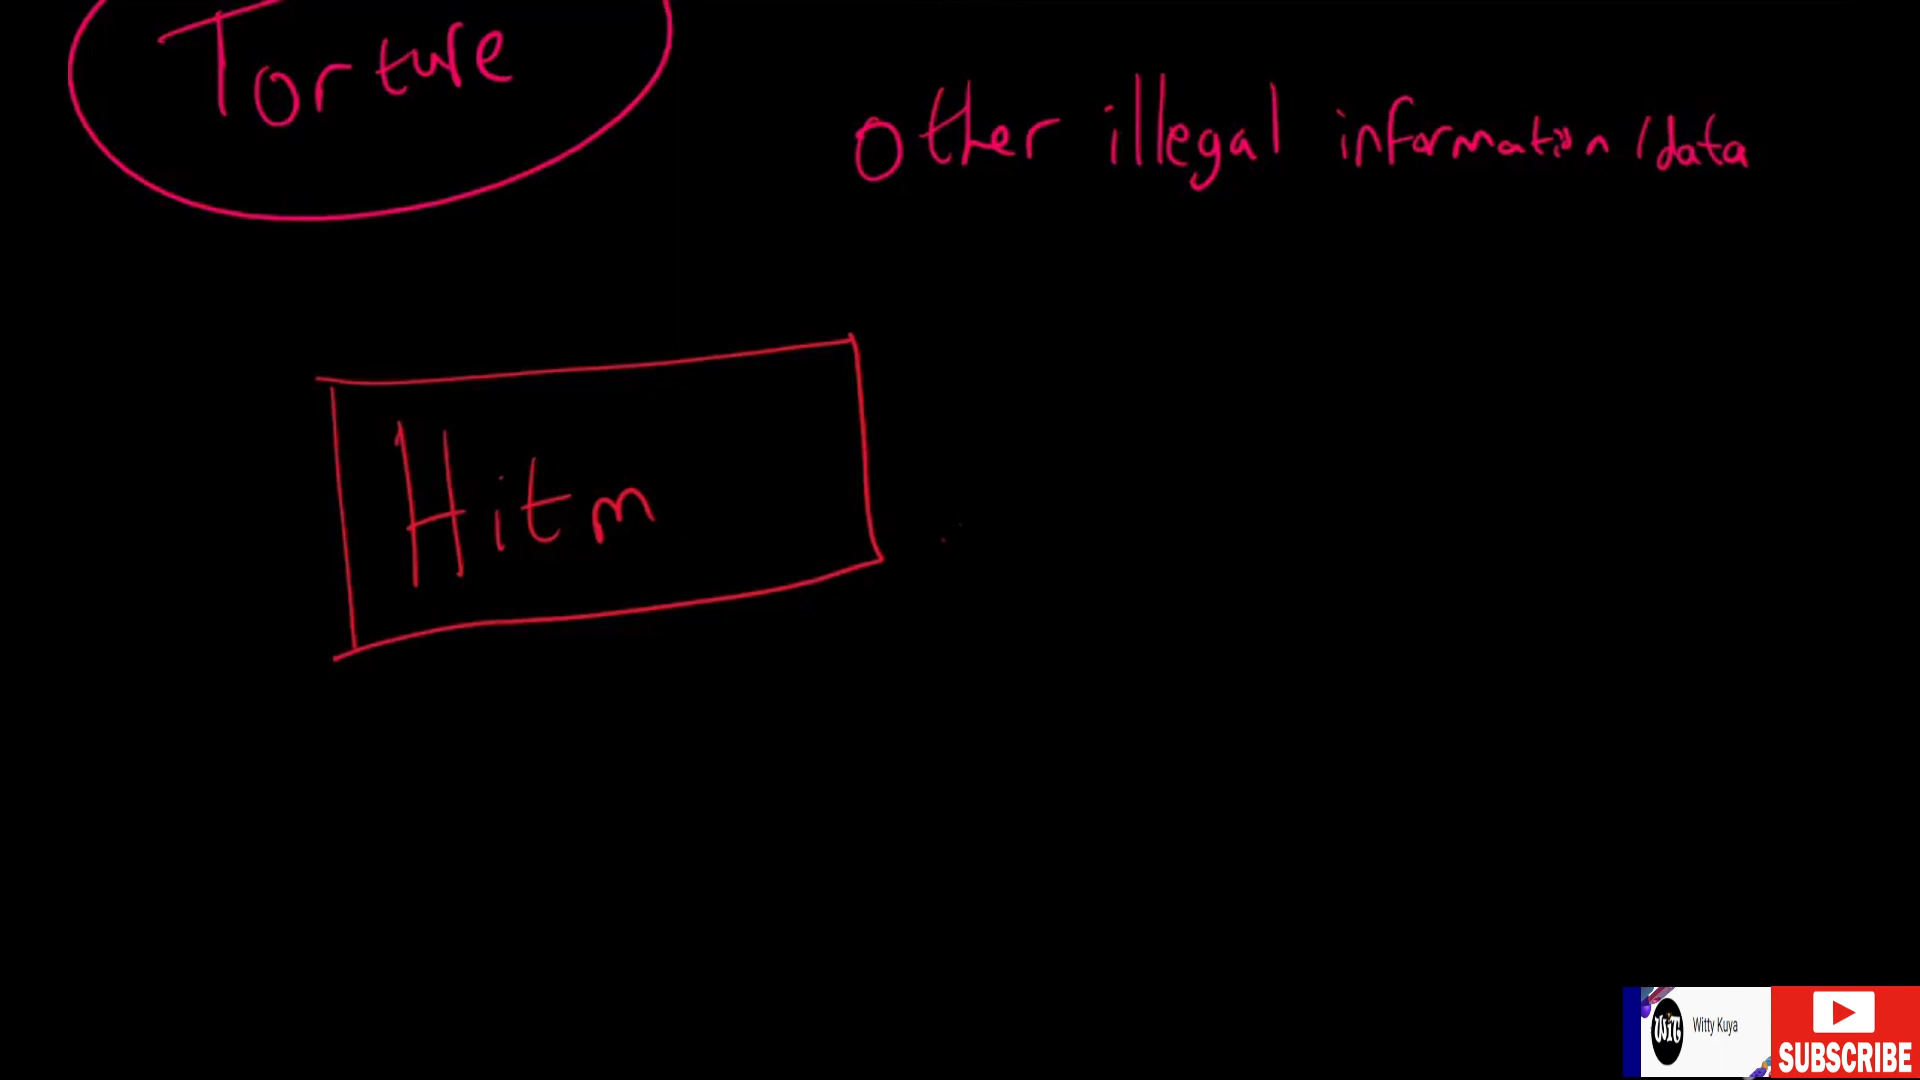 Torture
Other illegal information/data
Hitm
Witty Kuya
SUBSCRIBE